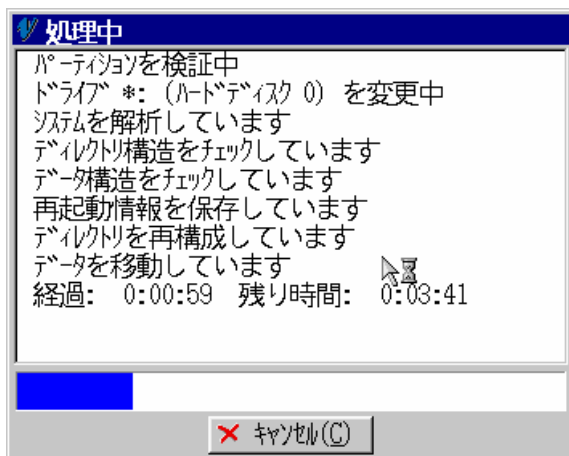 処理中
ﾊﾟｰﾃｨｼｮﾝを検証中
ﾄﾞﾗｲﾌﾞ *: (ﾊｰﾄﾞﾃﾞｨｽｸ 0) を変更中
ｼｽﾃﾑを解析しています
ﾃﾞｨﾚｸﾄﾘ構造をﾁｪｯｸしています
ﾃﾞｰﾀ構造をﾁｪｯｸしています
再起動情報を保存しています
ﾃﾞｨﾚｸﾄﾘを再構成しています
ﾃﾞｰﾀを移動しています
経過: 0:00:59 残り時間: 0:03:41
ｷｬﾝｾﾙ(C)